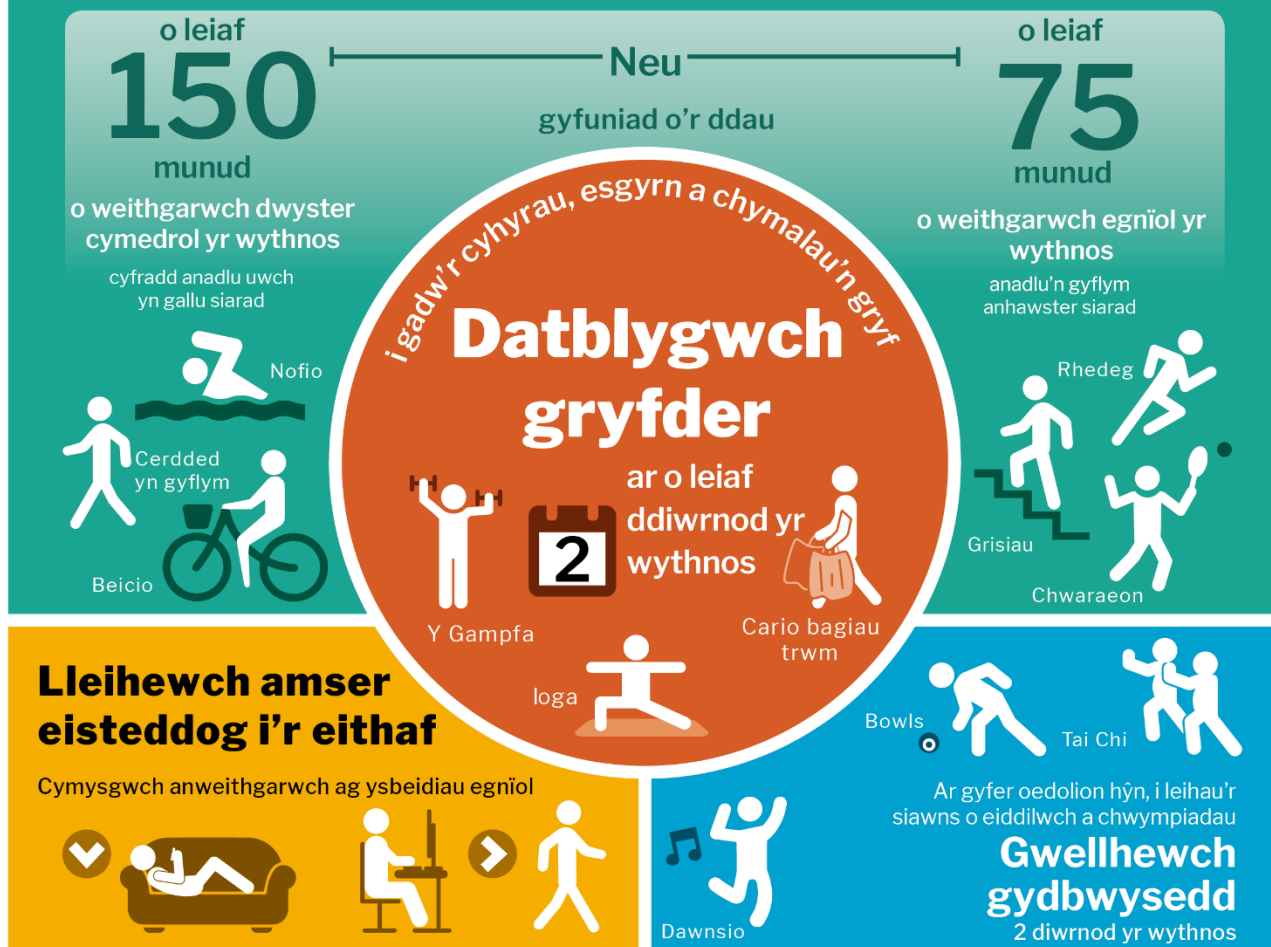 o leiaf
150
munud
o weithgarwch dwyster
cymedrol yr wythnos
cyfradd anadlu uwch
yn gallu siarad
Nofio
Cerdded
yn gyflym
Beicio
Neu
gyfuniad o'r ddau
o leiaf
75
munud
o weithgarwch egnïol yr
wythnos
anadlu'n gyflym
anhawster siarad
Rhedeg
Grisiau
Chwaraeon
i gadw'r cyhyrau, esgyrn a chymalau'n gryf
Datblygwch
gryfder
ar o leiaf
2
ddiwrnod yr
wythnos
Y Gampfa
Cario bagiau
trwm
Ioga
Lleihewch amser
eisteddog i'r eithaf
Cymysgwch anweithgarwch ag ysbeidiau egnïol
Bowls
Tai Chi
Dawnsio
Ar gyfer oedolion hŷn, i leihau'r
siawns o eiddilwch a chwympiadau
Gwellhewch
gydbwysedd
2 diwrnod yr wythnos